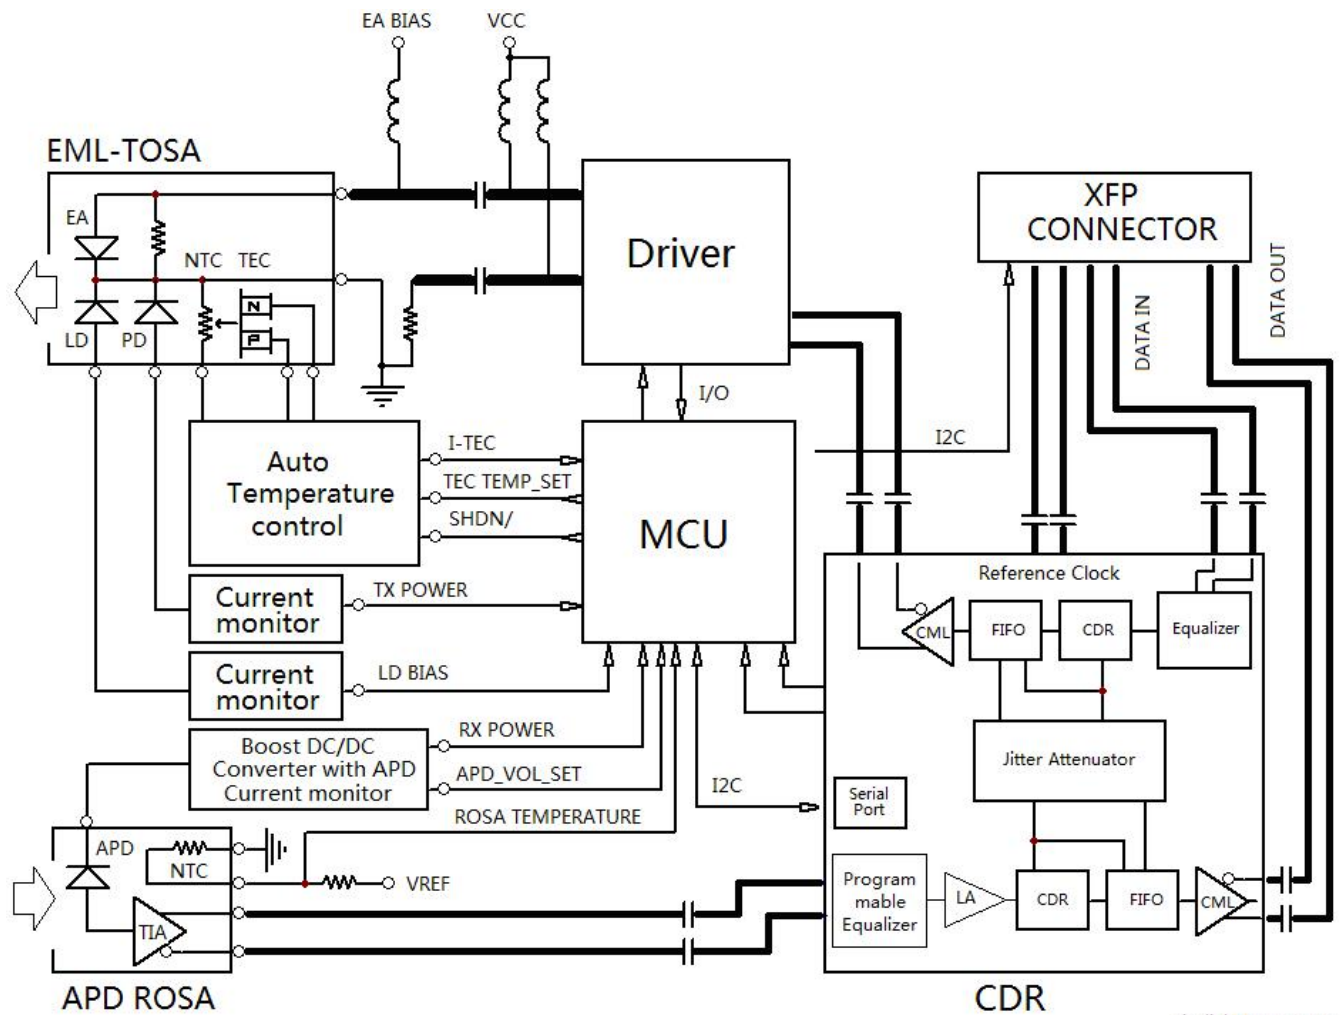 EA BIAS
VCC
EML-TOSA
EA
NTC TEC
N
P
LD
PD
Driver
XFP
CONNECTOR
DATA IN
DATA OUT
I/O
I2C
Auto
Temperature
control
I-TEC
TEC TEMP_SET
SHDN/
MCU
Current
monitor
TX POWER
Current
monitor
LD BIAS
Boost DC/DC
Converter with APD
Current monitor
RX POWER
APD_VOL_SET
ROSA TEMPERATURE
I2C
Reference Clock
CML
FIFO
CDR
Equalizer
Jitter Attenuator
Serial
Port
Program
mable
Equalizer
LA
CDR
FIFO
CML
APD
NTC
VREF
TIA
APD ROSA
CDR